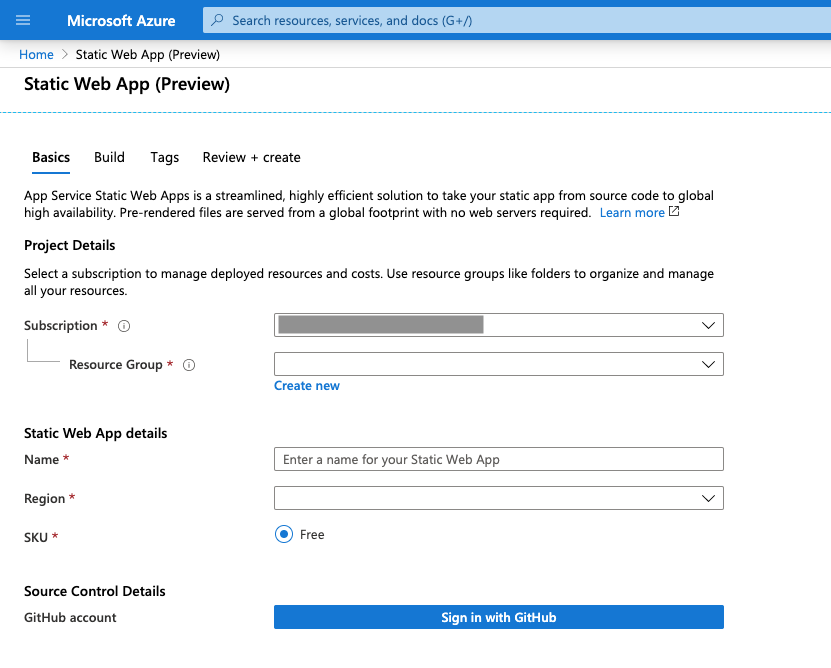 Microsoft Azure
Search resources, services, and docs (G+/)
Home > Static Web App (Preview)
Static Web App (Preview)
Basics Build Tags Review + create
App Service Static Web Apps is a streamlined, highly efficient solution to take your static app from source code to global
high availability. Pre-rendered files are served from a global footprint with no web servers required. Learn more
Project Details
Select a subscription to manage deployed resources and costs. Use resource groups like folders to organize and manage
all your resources.
Subscription *
Resource Group *
Create new
Static Web App details
Name * Enter a name for your Static Web App
Region *
SKU * Free
Source Control Details
GitHub account Sign in with GitHub